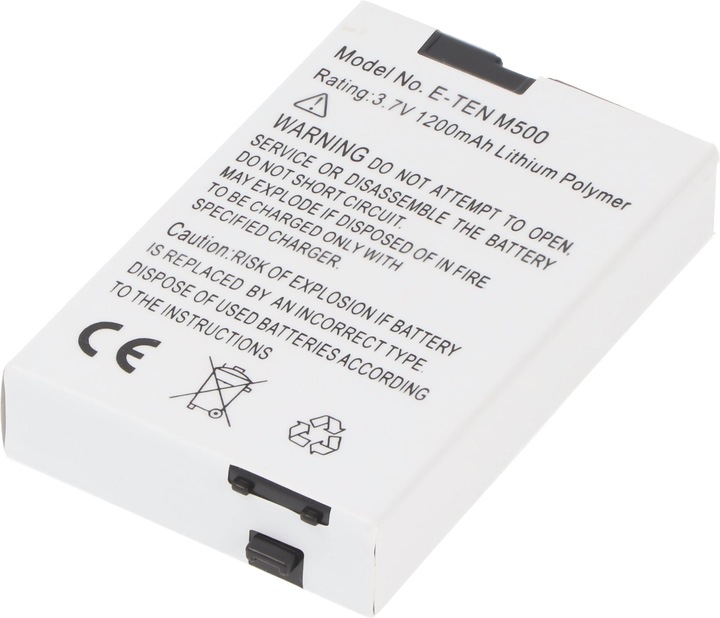 Model No. E-TEN M500
Rating:3.7V 1200mAh Lithium Polymer
WARNING DO NOT ATTEMPT TO OPEN.
SERVICE OR DISASSEMBLE THE BATTERY
DO NOT SHORT CIRCUIT.
MAY EXPLODE IF DISPOSED OF IN FIRE
TO BE CHARGED ONLY WITH
SPECIFIED CHARGER.
Caution:RISK OF EXPLOSION IF BATTERY
IS REPLACED BY AN INCORRECT TYPE.
DISPOSE OF USED BATTERIES ACCORDING
TO THE INSTRUCTIONS
CE